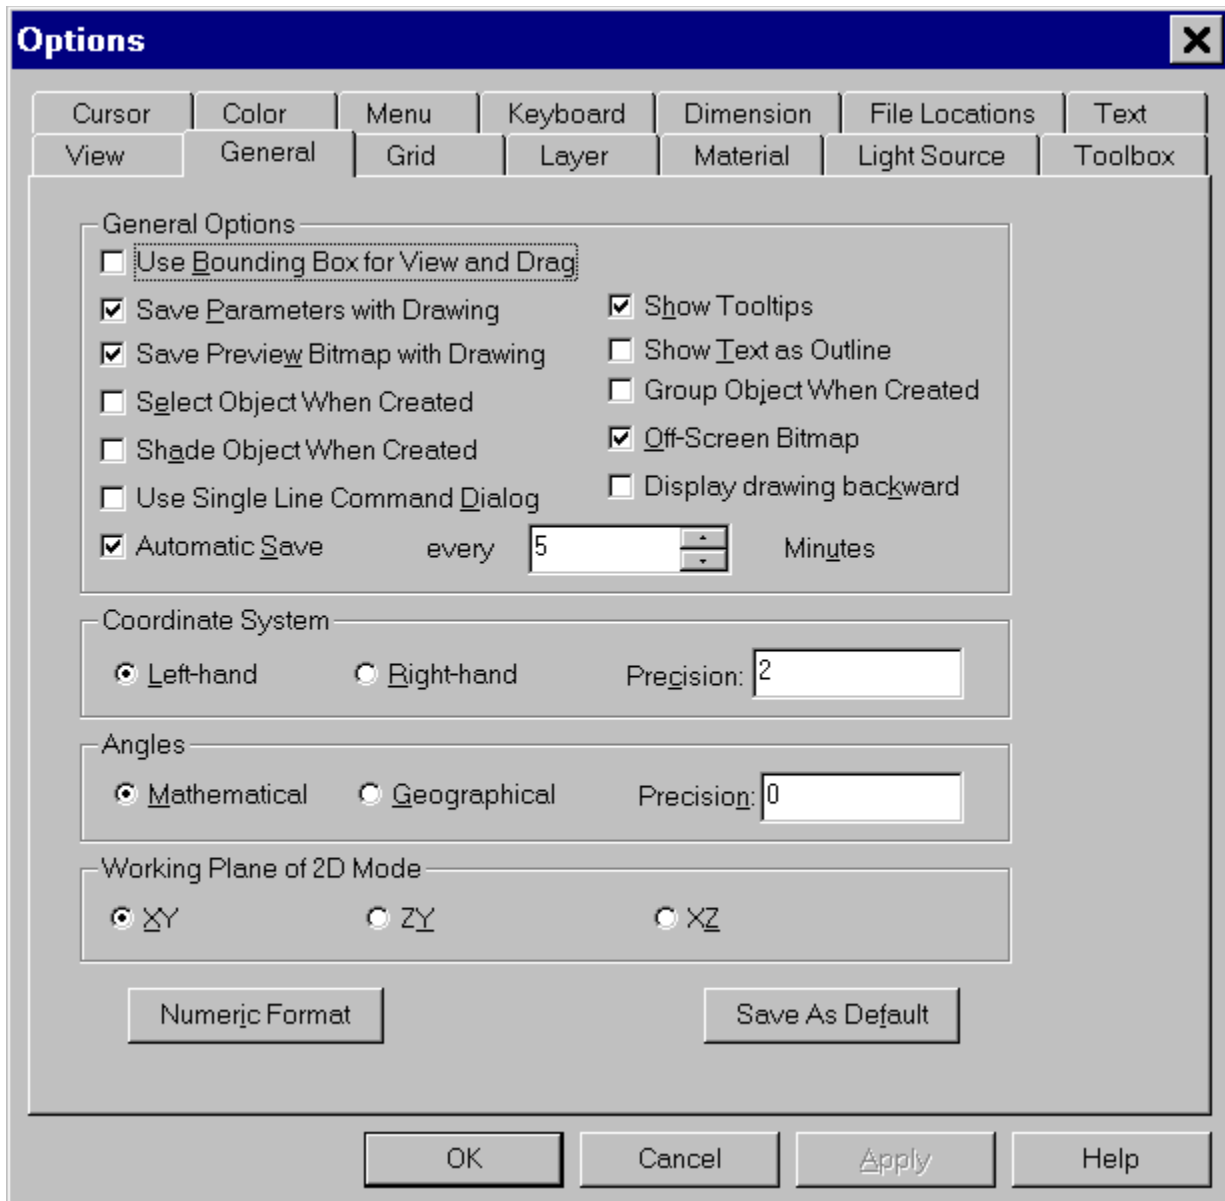 Options
Cursor Color Menu Keyboard Dimension File Locations Text
View General Grid Layer Material Light Source Toolbox
General Options
Use Bounding Box for View and Drag
Save Parameters with Drawing
Show Tooltips
Save Preview Bitmap with Drawing
Show Text as Outline
Select Object When Created
Group Object When Created
Shade Object When Created
Off-Screen Bitmap
Use Single Line Command Dialog
Display drawing backward
Automatic Save every 5 Minutes
Coordinate System
Left-hand Right-hand Precision: 2
Angles
Mathematical Geographical Precision: 0
Working Plane of 2D Mode
XY ZY XZ
Numeric Format Save As Default
OK Cancel Apply Help